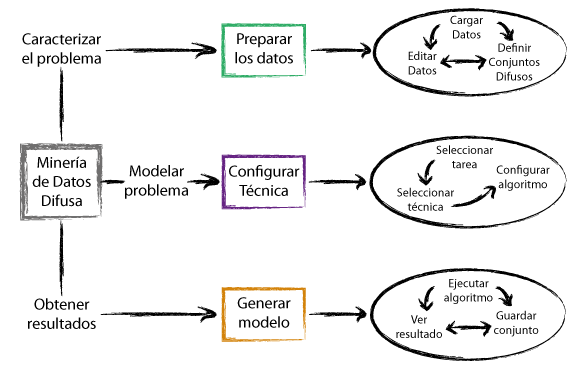 Caracterizar
el problema
Preparar
los datos
Cargar
Datos
Editar
Datos
Definir
Conjuntos
Difusos
Minería
de Datos
Difusa
Modelar
problema
Configurar
Técnica
Seleccionar
tarea
Seleccionar
técnica
Configurar
algoritmo
Obtener
resultados
Generar
modelo
Ejecutar
algoritmo
Ver
resultado
Guardar
conjunto